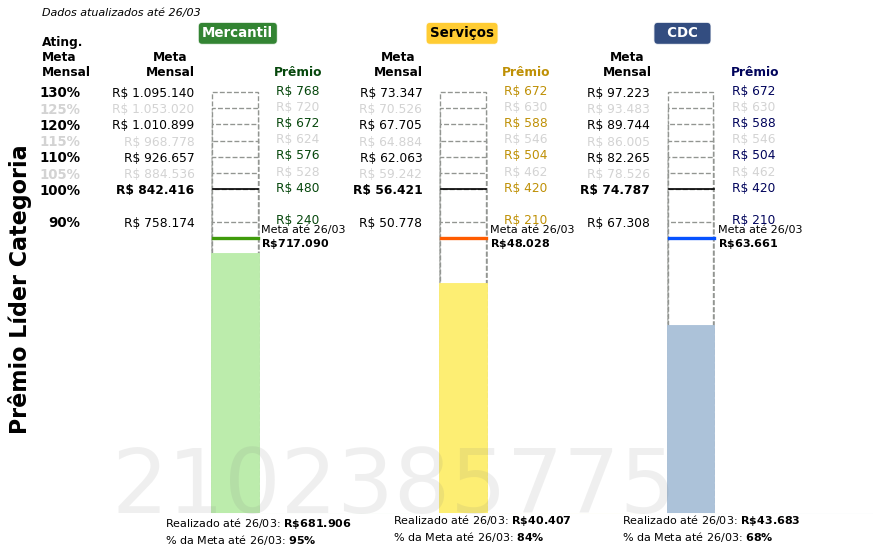 Dados atualizados até 26/03
Mercantil Serviços CDC
Ating. Meta Mensal
Meta Mensal Prêmio Meta Mensal Prêmio Meta Mensal Prêmio
130% R$ 1.095.140 R$ 768 R$ 73.347 R$ 672 R$ 97.223 R$ 672
125% R$ 1.053.020 R$ 720 R$ 70.526 R$ 630 R$ 93.483 R$ 630
120% R$ 1.010.899 R$ 672 R$ 67.705 R$ 588 R$ 89.744 R$ 588
115% R$ 968.778 R$ 624 R$ 64.884 R$ 546 R$ 86.005 R$ 546
110% R$ 926.657 R$ 576 R$ 62.063 R$ 504 R$ 82.265 R$ 504
105% R$ 884.536 R$ 528 R$ 59.242 R$ 462 R$ 78.526 R$ 462
100% R$ 842.416 R$ 480 R$ 56.421 R$ 420 R$ 74.787 R$ 420
90% R$ 758.174 R$ 240 R$ 50.778 R$ 210 R$ 67.308 R$ 210
Meta até 26/03 Meta até 26/03 Meta até 26/03
R$717.090 R$48.028 R$63.661
Prêmio Líder Categoria
2102385775
Realizado até 26/03: R$681.906 Realizado até 26/03: R$40.407 Realizado até 26/03: R$43.683
% da Meta até 26/03: 95% % da Meta até 26/03: 84% % da Meta até 26/03: 68%